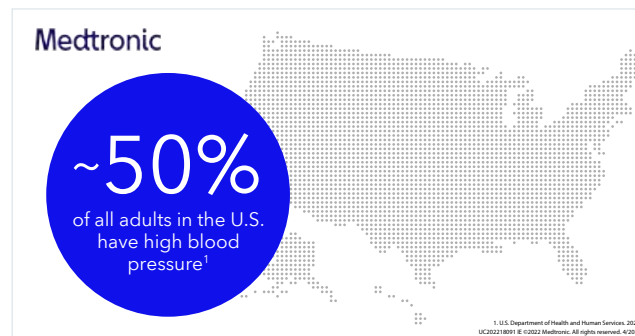 Medtronic
~50%
of all adults in the U.S.
have high blood
pressure¹
1. U.S. Department of Health and Human Services.
UC202218091 IE ©2022 Medtronic. All rights reserved.